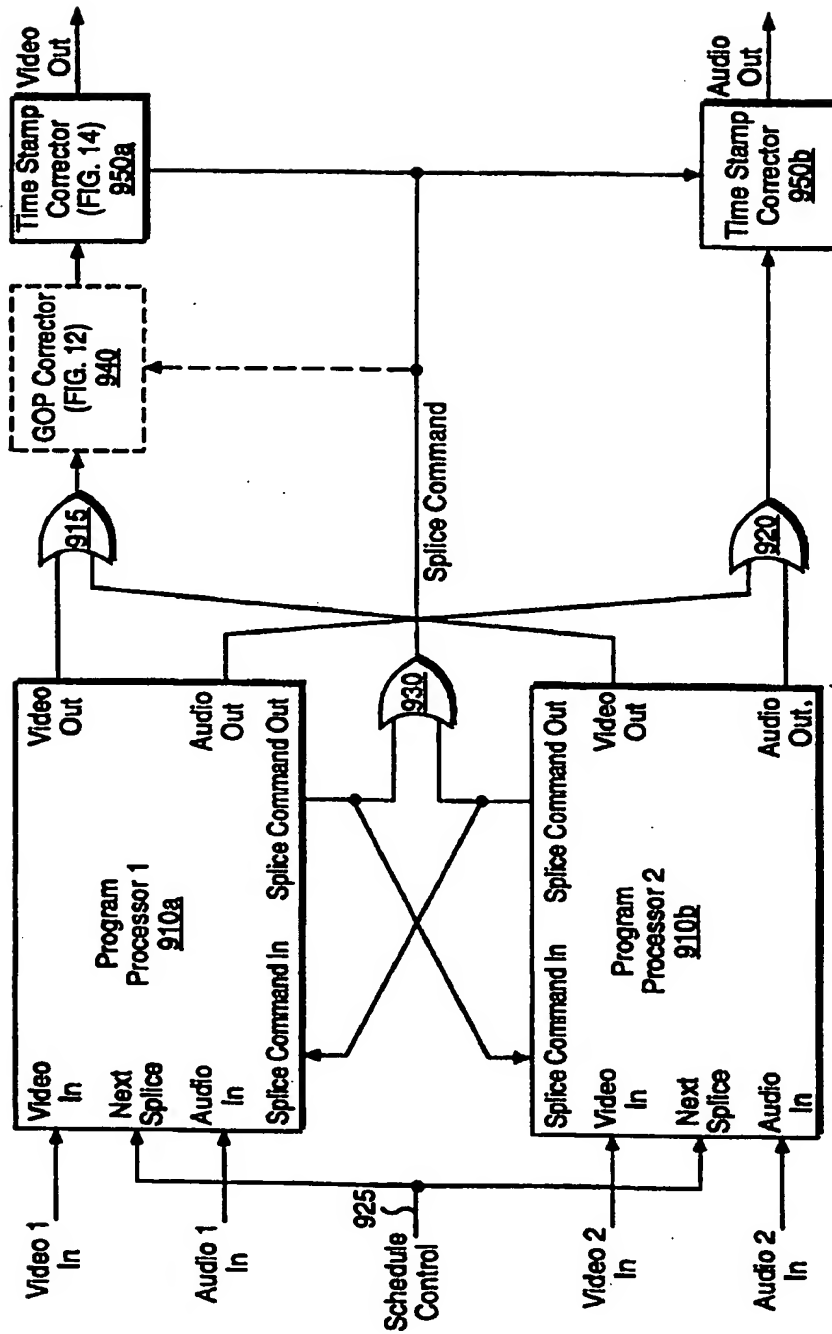 Video 1
In
Audio 1
In
Schedule
Control
925
Video 2
In
Audio 2
In
Video
In
Next
Splice
Audio
In
Splice Command In
Program
Processor 1
910a
Video
Out
Audio
Out
Splice Command Out
Splice Command In
Video
In
Next
Splice
Audio
In
Program
Processor 2
910b
Splice Command Out
Video
Out
Audio
Out,
915
930
920
Splice Command
GOP Corrector
(FIG. 12)
940
Time Stamp
Corrector
(FIG. 14)
950a
Video
Out
Time Stamp
Corrector
950b
Audio
Out